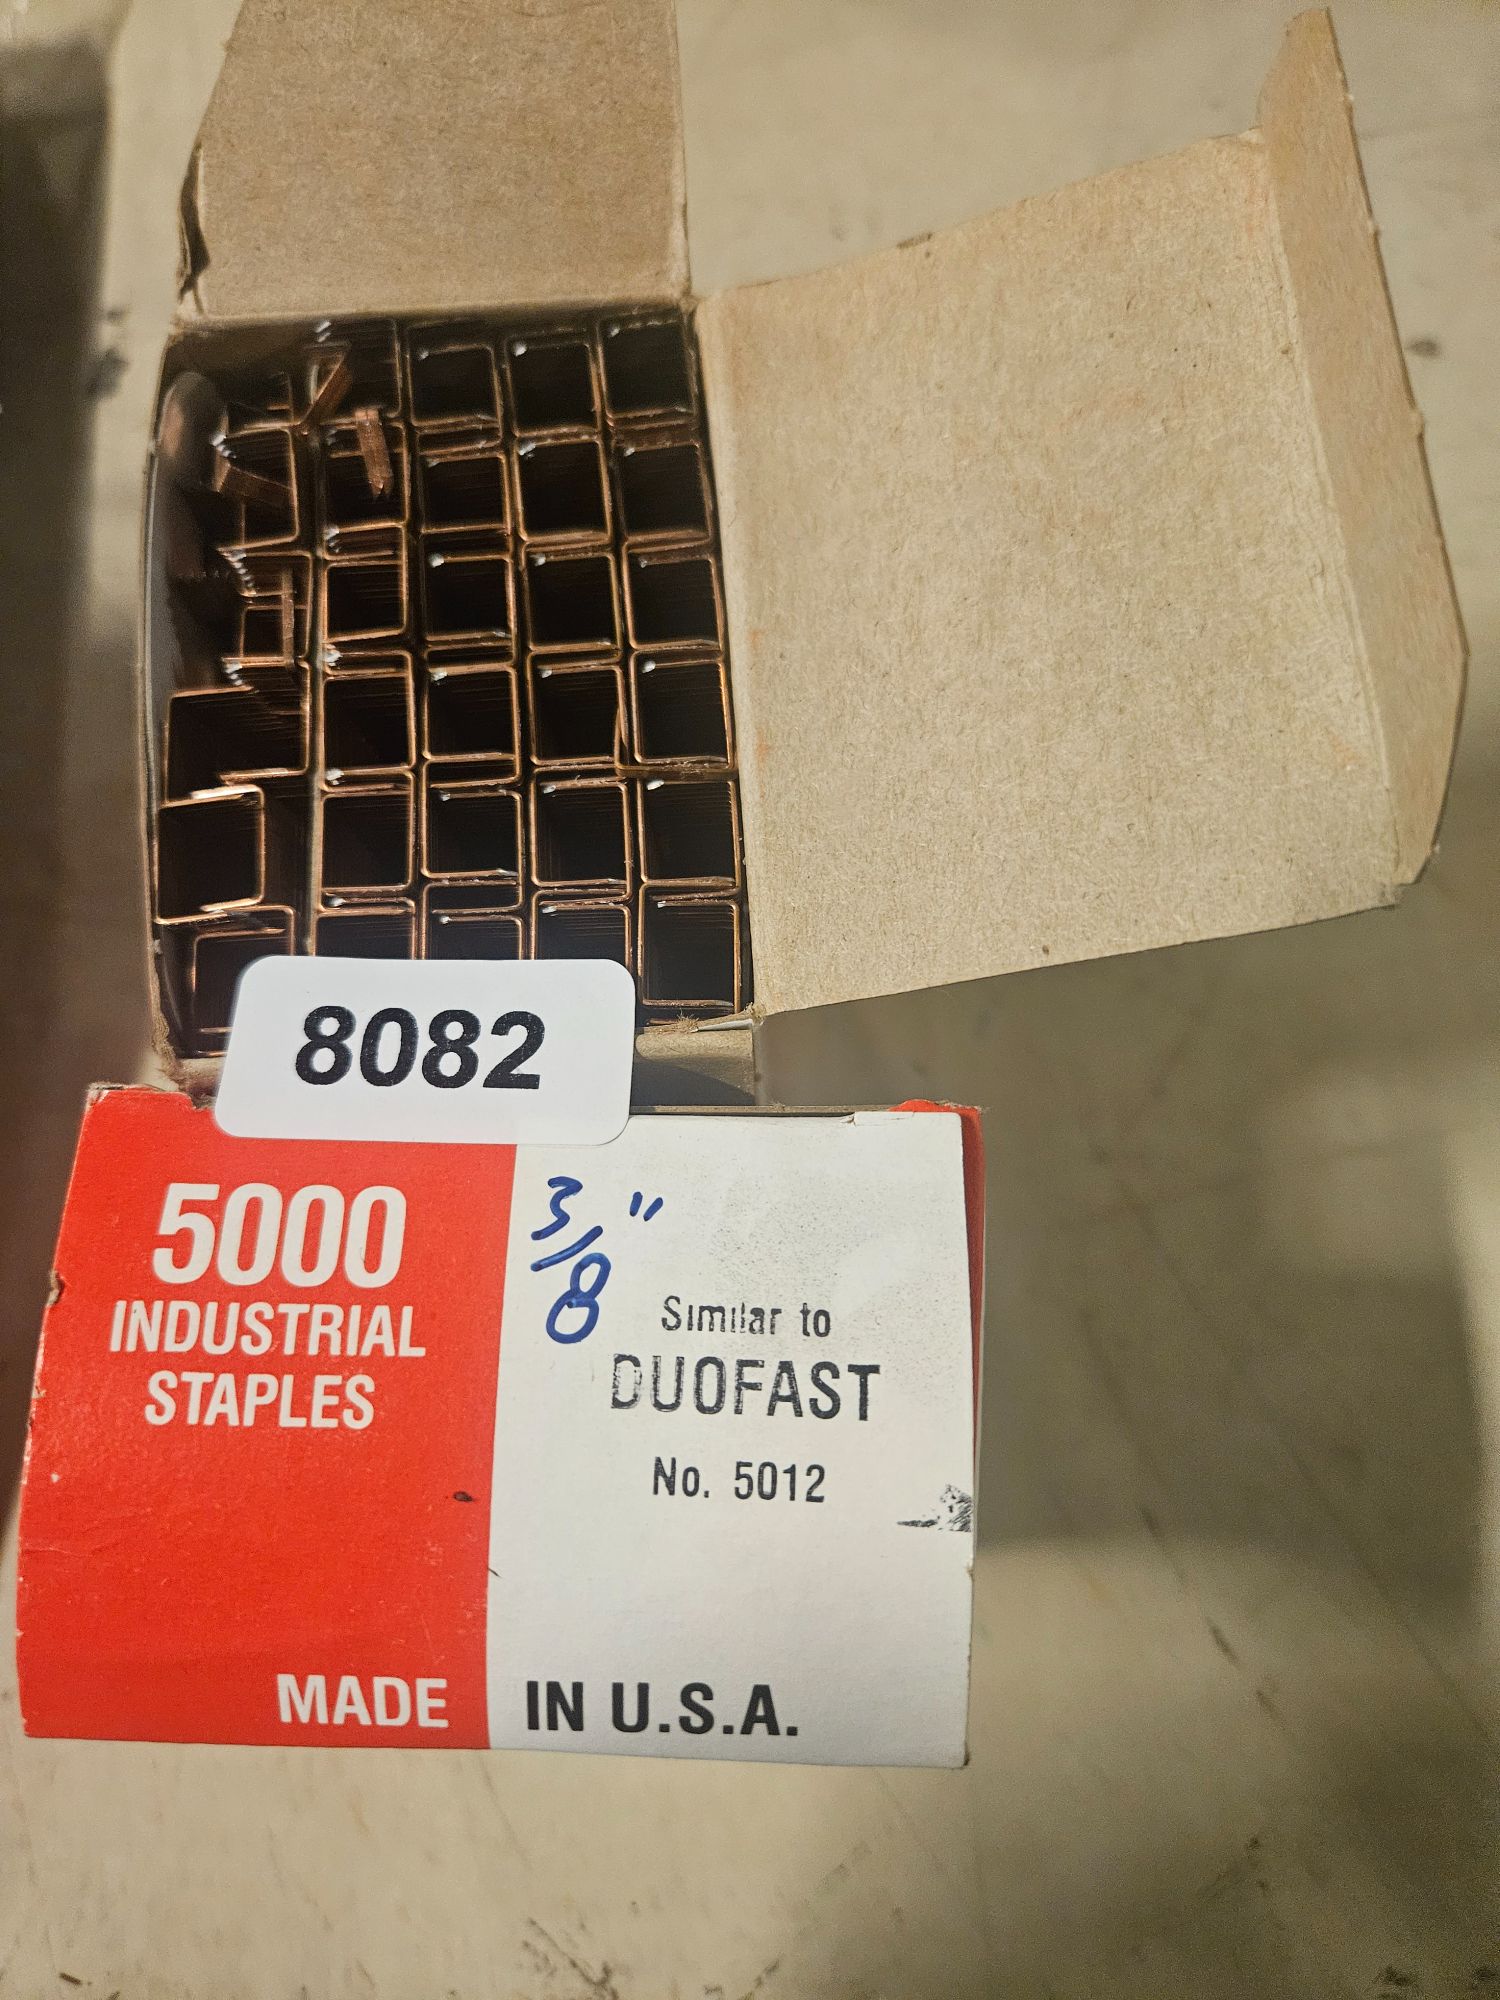 8082
5000
INDUSTRIAL
STAPLES
3/8"
Similar to
DUOFAST
No. 5012
MADE IN U.S.A.